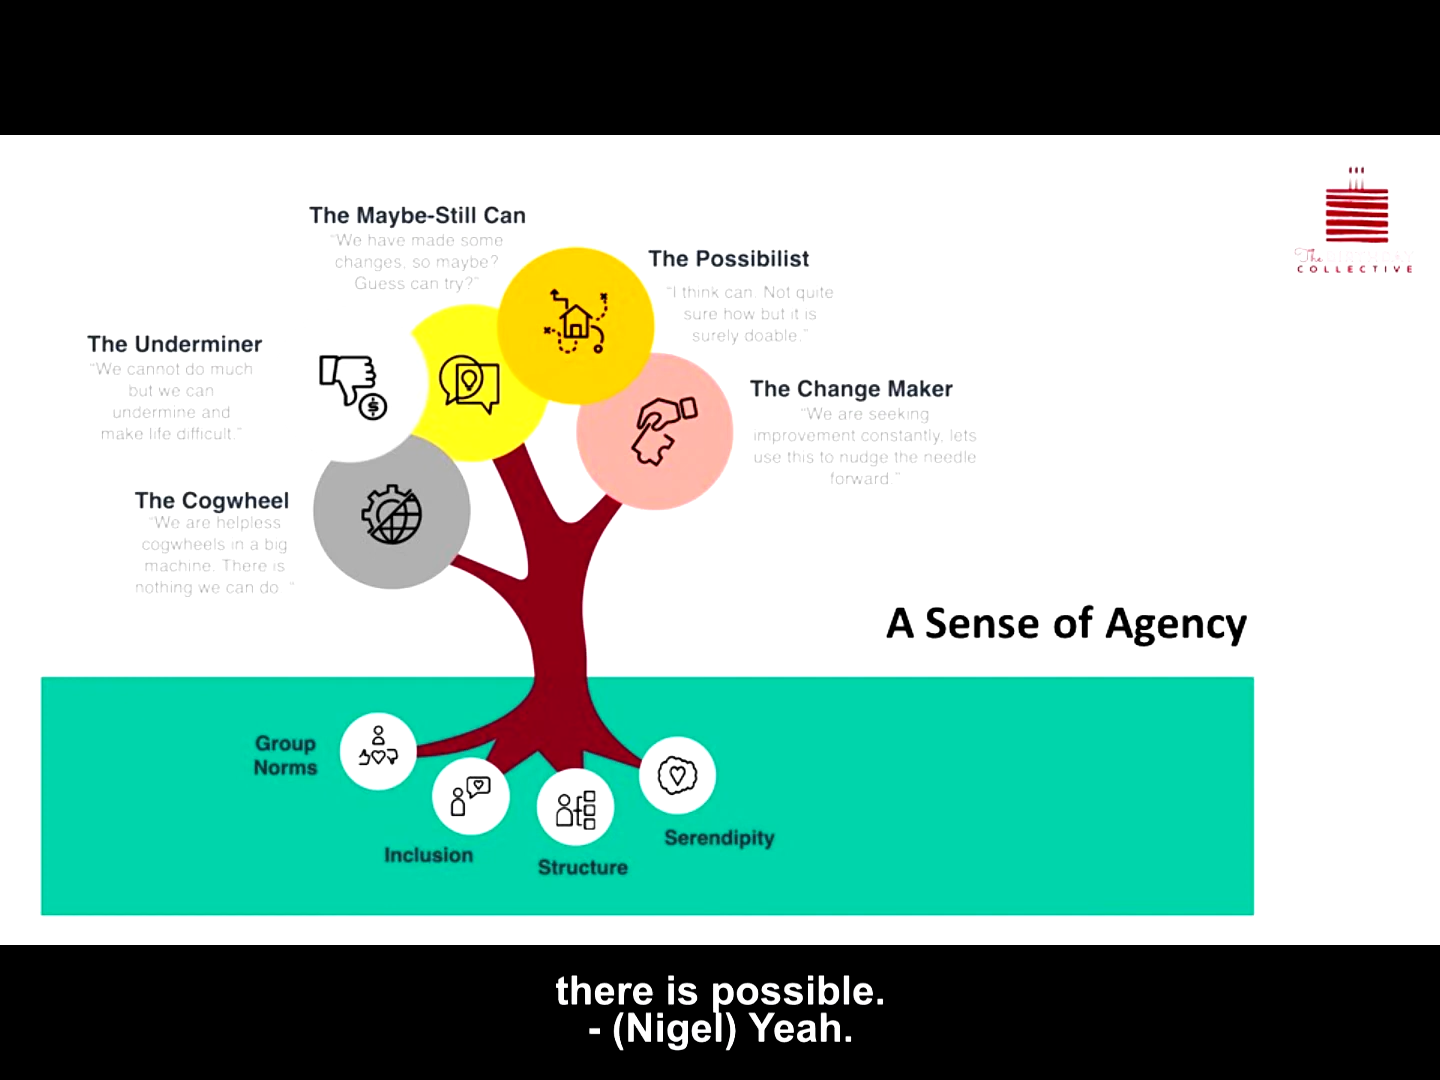 The
COLLECTIVE
The Maybe-Still Can
"We have made some
changes, so maybe?
Guess can try?"
The Possibilist
"I think can. Not quite
sure how but it is
surely doable."
The Underminer
"We cannot do much
but we can
undermine and
make life difficult."
The Change Maker
"We are seeking
improvement constantly, lets
use this to nudge the needle
forward."
The Cogwheel
"We are helpless
cogwheels in a big
machine. There is
nothing we can do "
A Sense of Agency
Group
Norms
Inclusion
Structure
Serendipity
there is possible.
- (Nigel) Yeah.